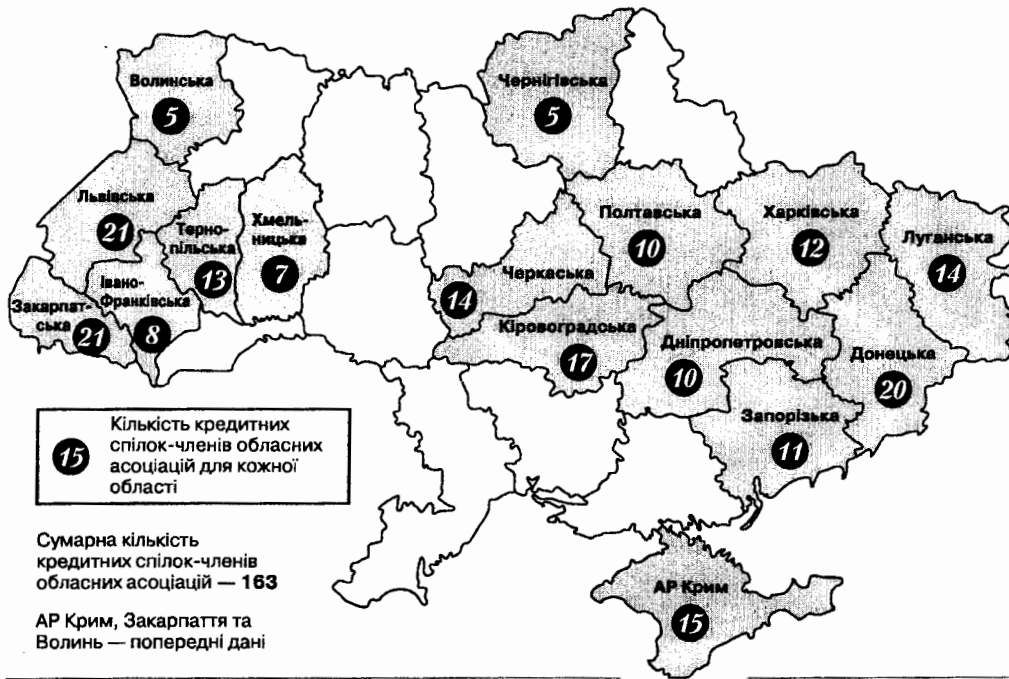 Волинська
5
Чернігівська
5
Львівська
21
Терно-
пільська
13
Хмель-
ницька
7
Полтавська
10
Харківська
12
Луганська
14
Івано-
Франківська
8
Закарпат-
ська
21
Черкаська
14
Кіровоградська
17
Дніпропетровська
10
Донецька
20
Запорізька
11
АР Крим
15
15
Кількість кредитних
спілок-членів обласних
асоціацій для кожної
області
Сумарна кількість
кредитних спілок-членів
обласних асоціацій — 163
АР Крим, Закарпаття та
Волинь — попередні дані